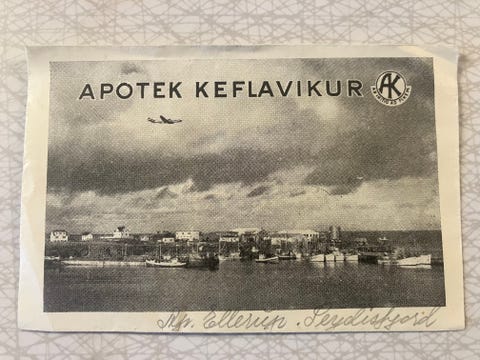 APOTEK KEFLAVIKUR
AK
Ap. Ellerup. Seydisfjord